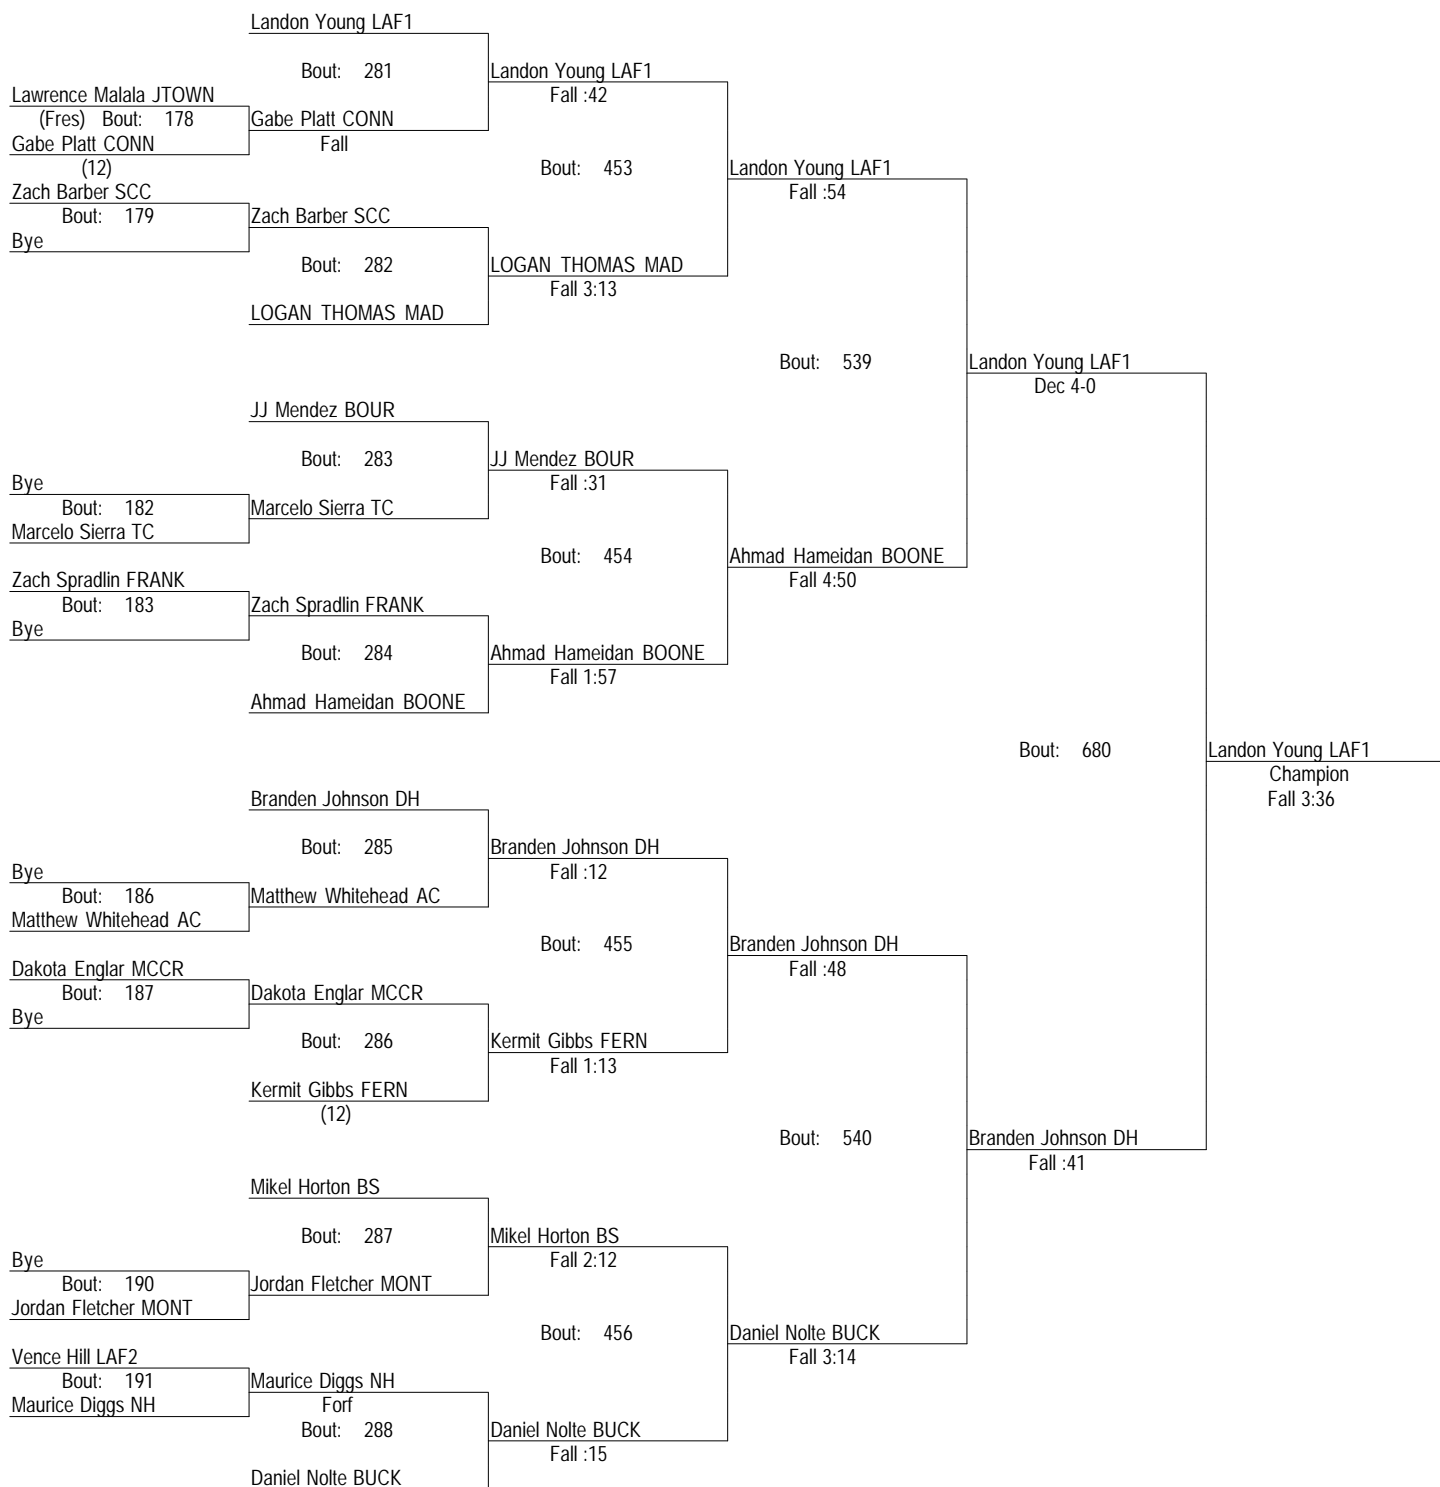 Landon Young LAF1
Bout: 281
Landon Young LAF1
Lawrence Malala JTOWN
Fall :42
(Fres) Bout: 178
Gabe Platt CONN
Gabe Platt CONN
Fall
(12)
Bout: 453
Landon Young LAF1
Zach Barber SCC
Fall :54
Bout: 179
Zach Barber SCC
Bye
Bout: 282
LOGAN THOMAS MAD
Fall 3:13
LOGAN THOMAS MAD
Bout: 539
Landon Young LAF1
Dec 4-0
JJ Mendez BOUR
Bout: 283
JJ Mendez BOUR
Bye
Fall :31
Bout: 182
Marcelo Sierra TC
Marcelo Sierra TC
Bout: 454
Ahmad Hameidan BOONE
Zach Spradlin FRANK
Fall 4:50
Bout: 183
Zach Spradlin FRANK
Bye
Bout: 284
Ahmad Hameidan BOONE
Fall 1:57
Ahmad Hameidan BOONE
Bout: 680
Landon Young LAF1
Champion
Fall 3:36
Branden Johnson DH
Bout: 285
Branden Johnson DH
Bye
Fall :12
Bout: 186
Matthew Whitehead AC
Matthew Whitehead AC
Bout: 455
Branden Johnson DH
Dakota Englar MCCR
Fall :48
Bout: 187
Dakota Englar MCCR
Bye
Bout: 286
Kermit Gibbs FERN
Fall 1:13
Kermit Gibbs FERN
(12)
Bout: 540
Branden Johnson DH
Fall :41
Mikel Horton BS
Bout: 287
Mikel Horton BS
Bye
Fall 2:12
Bout: 190
Jordan Fletcher MONT
Jordan Fletcher MONT
Bout: 456
Daniel Nolte BUCK
Vence Hill LAF2
Fall 3:14
Bout: 191
Maurice Diggs NH
Maurice Diggs NH
Forf
Bout: 288
Daniel Nolte BUCK
Fall :15
Daniel Nolte BUCK